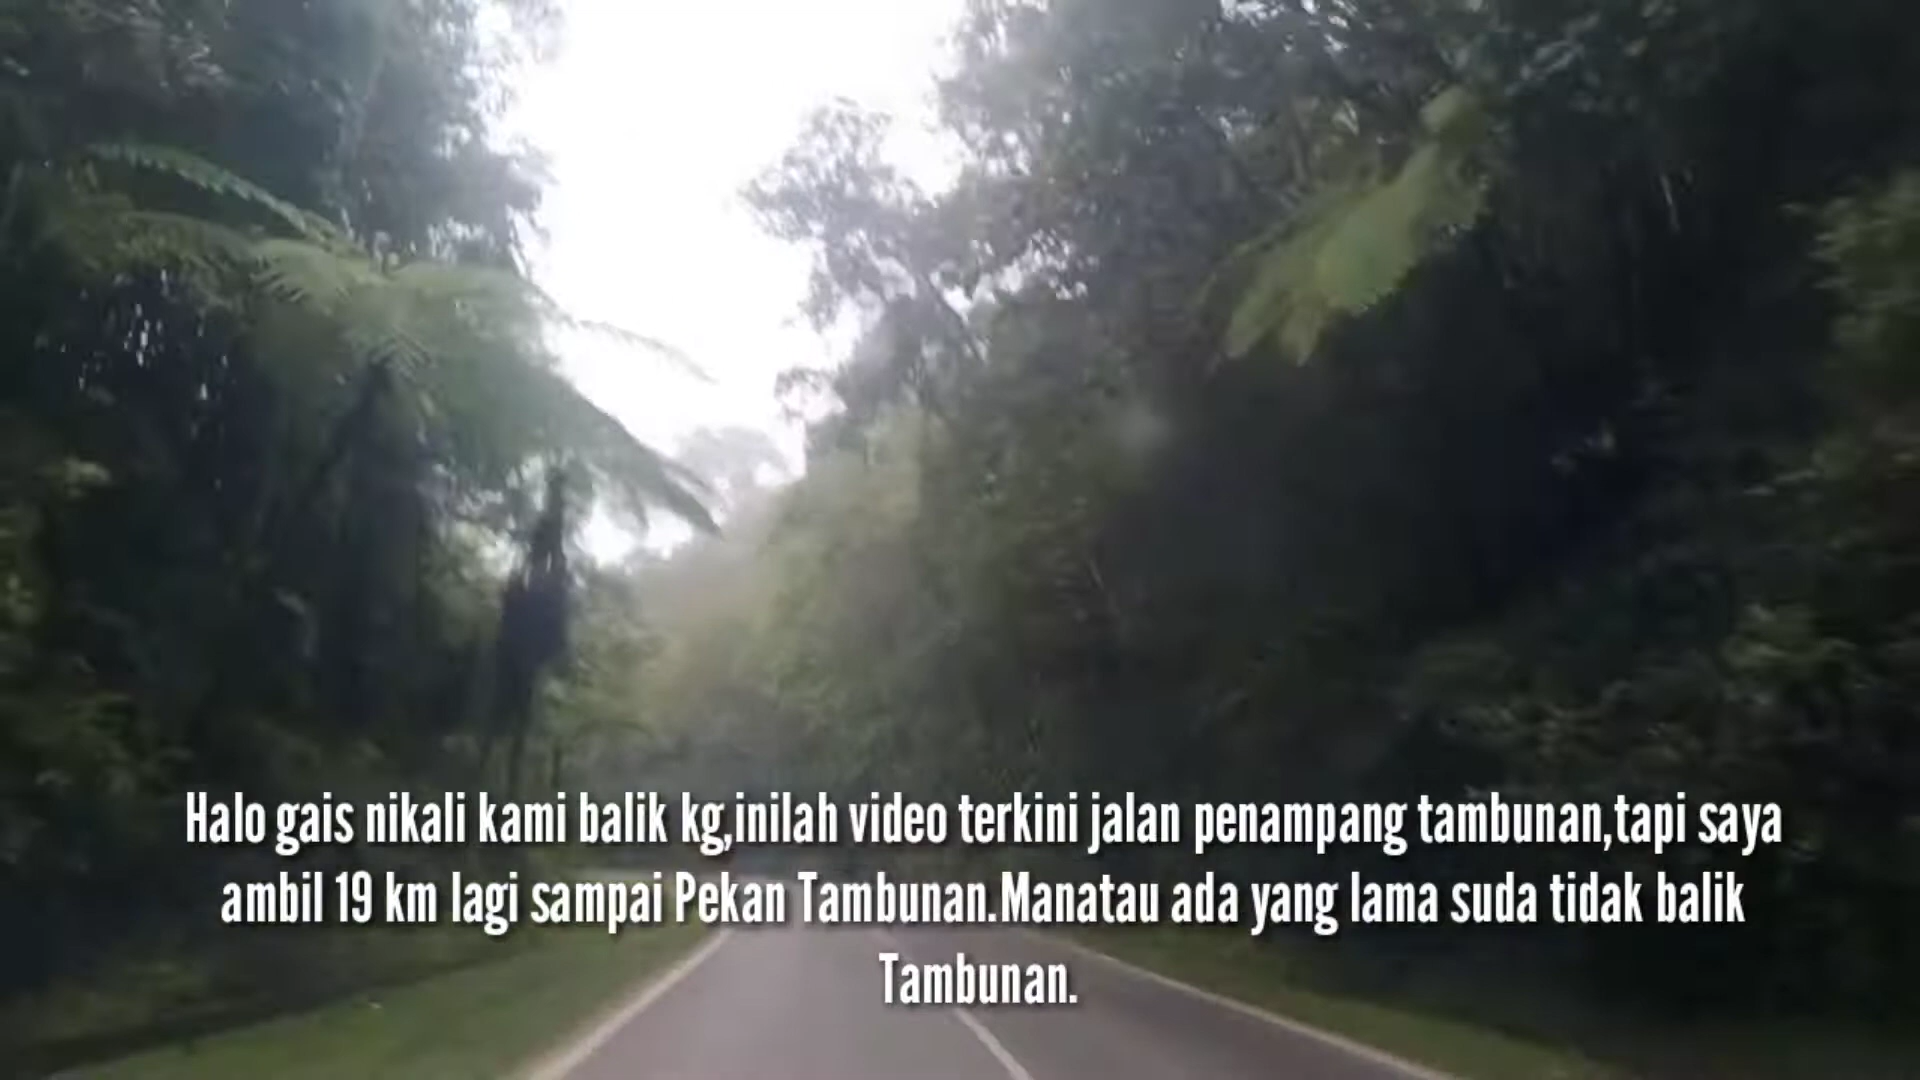 Halo gais nikali kami balik kg,inilah video terkini jalan penampang tambunan,tapi saya
ambil 19 km lagi sampai Pekan Tambunan.Manatau ada yang lama suda tidak balik
Tambunan.